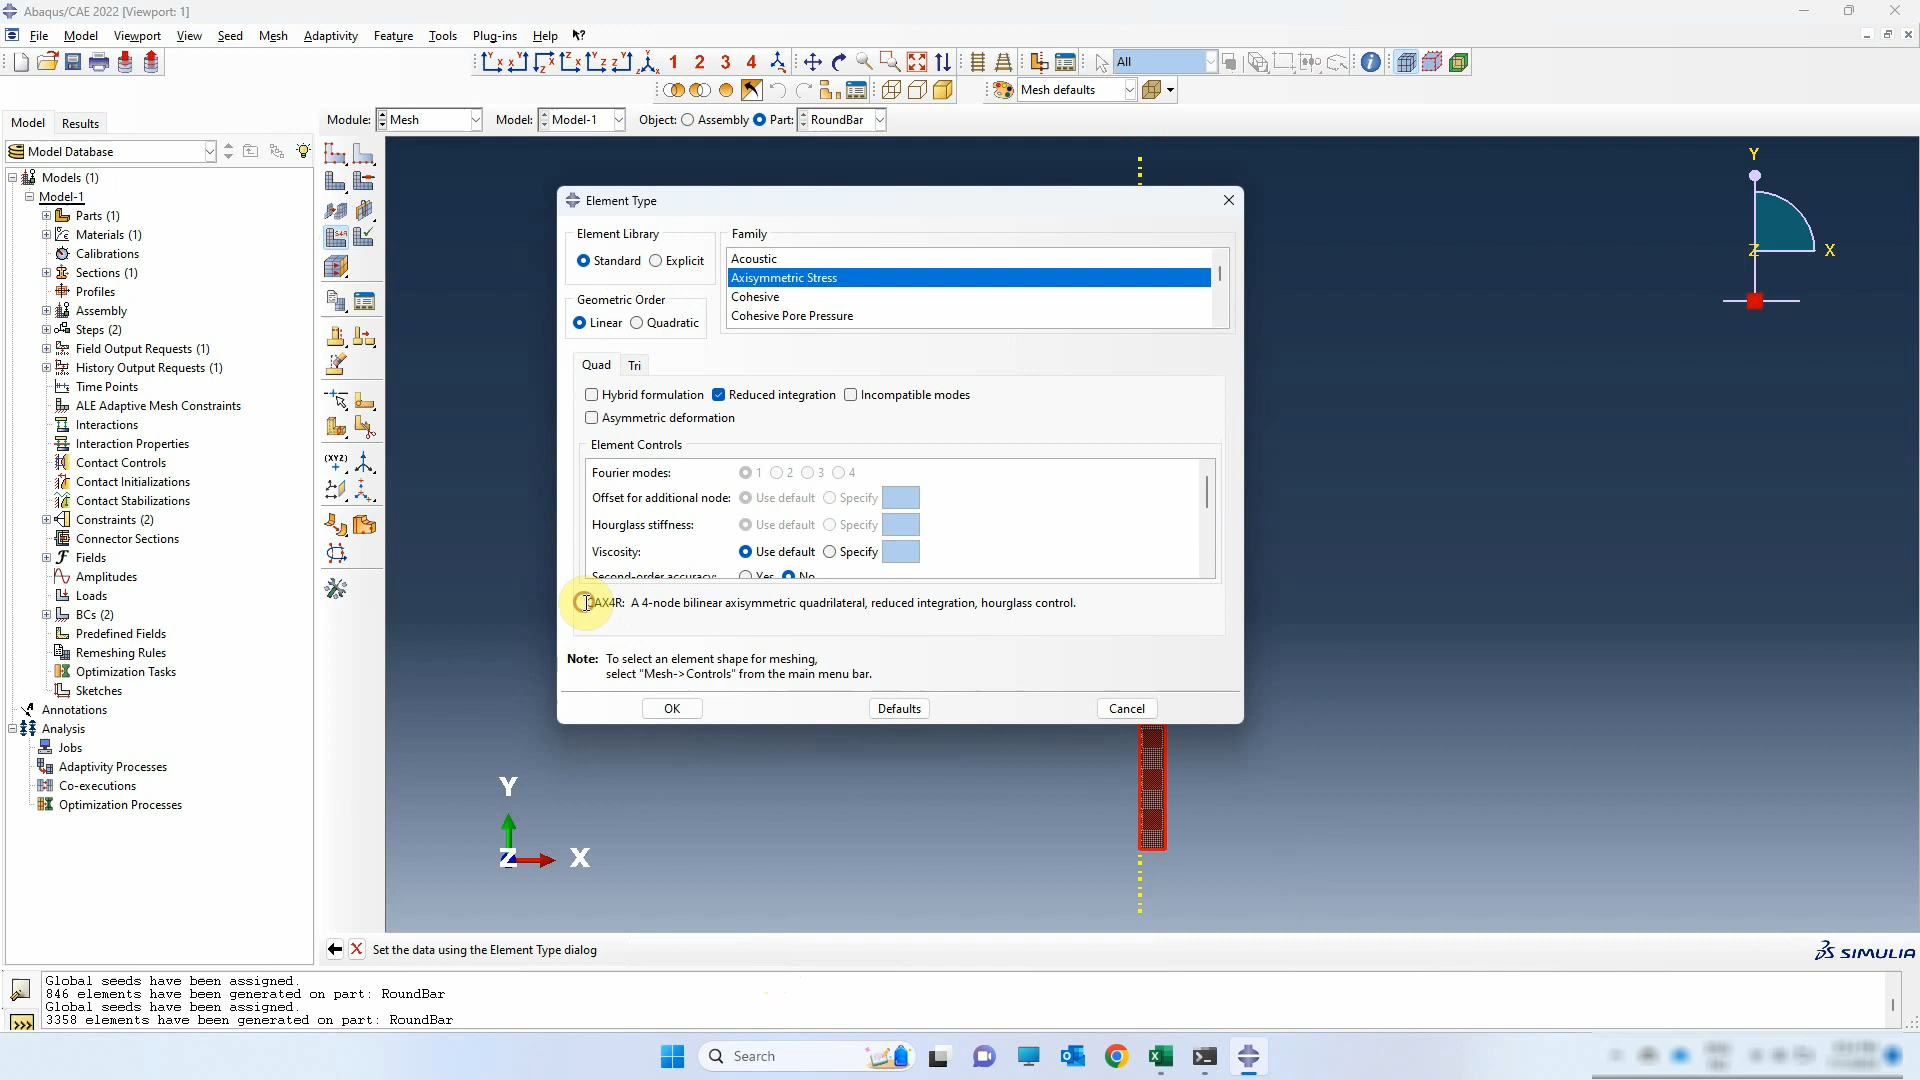 Abaqus/CAE 2022 [Viewport: 1]
File Model Viewport View Seed Mesh Adaptivity Feature Tools Plug-ins Help
1 2 3 4
All
Mesh defaults
Model Results
Module: Mesh Model: Model-1 Object: Assembly Part: RoundBar
Model Database
Models (1)
Model-1
Parts (1)
Materials (1)
Calibrations
Sections (1)
Profiles
Assembly
Steps (2)
Field Output Requests (1)
History Output Requests (1)
Time Points
ALE Adaptive Mesh Constraints
Interactions
Interaction Properties
Contact Controls
Contact Initializations
Contact Stabilizations
Constraints (2)
Connector Sections
Fields
Amplitudes
Loads
BCs (2)
Predefined Fields
Remeshing Rules
Optimization Tasks
Sketches
Annotations
Analysis
Jobs
Adaptivity Processes
Co-executions
Optimization Processes
(XYZ)
Element Type
Element Library
Standard Explicit
Geometric Order
Linear Quadratic
Family
Acoustic
Axisymmetric Stress
Cohesive
Cohesive Pore Pressure
Quad Tri
Hybrid formulation Reduced integration Incompatible modes
Asymmetric deformation
Element Controls
Fourier modes: 1 2 3 4
Offset for additional node: Use default Specify
Hourglass stiffness: Use default Specify
Viscosity: Use default Specify
Second-order accuracy: Yes No
CAX4R: A 4-node bilinear axisymmetric quadrilateral, reduced integration, hourglass control.
Note: To select an element shape for meshing,
select "Mesh->Controls" from the main menu bar.
OK Defaults Cancel
Y
Z X
Y
Z X
Set the data using the Element Type dialog
SIMULIA
Global seeds have been assigned.
846 elements have been generated on part: RoundBar
Global seeds have been assigned.
3358 elements have been generated on part: RoundBar
Search